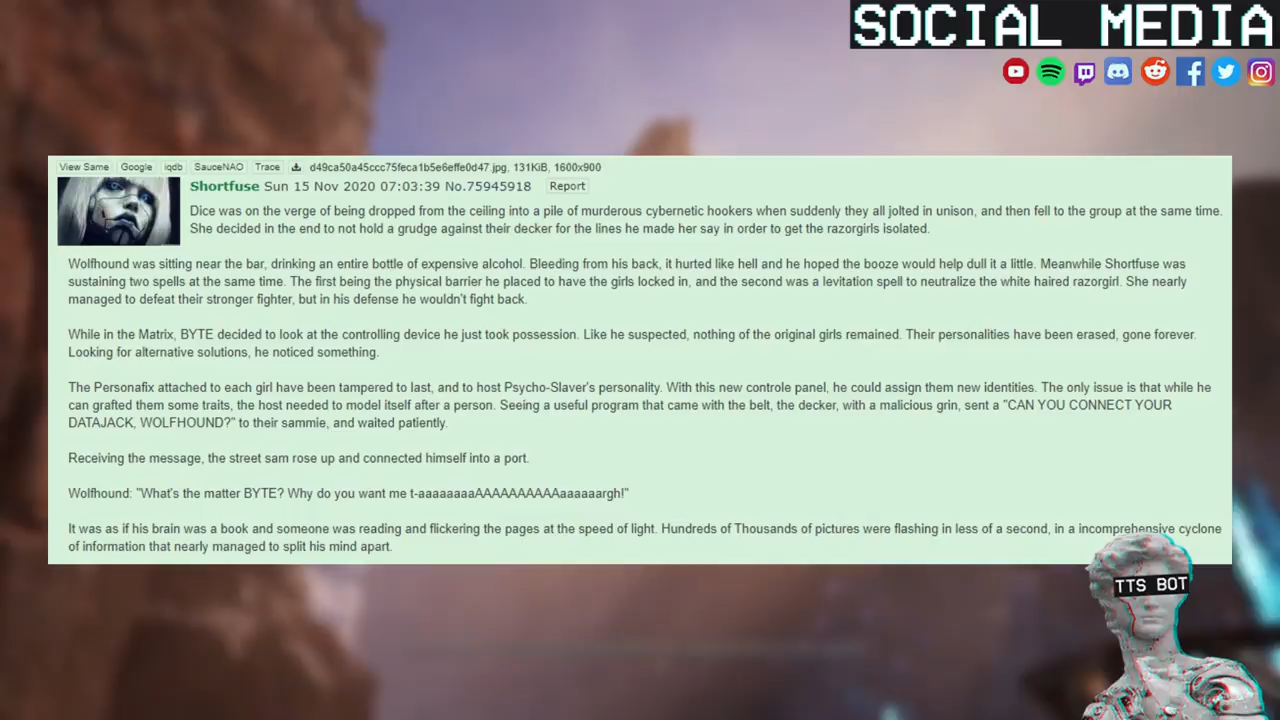 SOCIAL MEDIA
View Same Google iqdb SauceNAO Trace d49ca50a45ccc75feca1b5e6effe0d47.jpg. 131KiB, 1600x900
Shortfuse Sun 15 Nov 2020 07:03:39 No.75945918 Report
Dice was on the verge of being dropped from the ceiling into a pile of murderous cybernetic hookers when suddenly they all jolted in unison, and then fell to the group at the same time.
She decided in the end to not hold a grudge against their decker for the lines he made her say in order to get the razorgirls isolated.
Wolfhound was sitting near the bar, drinking an entire bottle of expensive alcohol. Bleeding from his back, it hurted like hell and he hoped the booze would help dull it a little. Meanwhile Shortfuse was
sustaining two spells at the same time. The first being the physical barrier he placed to have the girls locked in, and the second was a levitation spell to neutralize the white haired razorgirl. She nearly
managed to defeat their stronger fighter, but in his defense he wouldn't fight back.
While in the Matrix, BYTE decided to look at the controlling device he just took possession. Like he suspected, nothing of the original girls remained. Their personalities have been erased, gone forever.
Looking for alternative solutions, he noticed something.
The Personafix attached to each girl have been tampered to last, and to host Psycho-Slaver's personality. With this new controle panel, he could assign them new identities. The only issue is that while he
can grafted them some traits, the host needed to model itself after a person. Seeing a useful program that came with the belt, the decker, with a malicious grin, sent a "CAN YOU CONNECT YOUR
DATAJACK, WOLFHOUND?" to their sammie, and waited patiently.
Receiving the message, the street sam rose up and connected himself into a port.
Wolfhound: "What's the matter BYTE? Why do you want me t-aaaaaaaaAAAAAAAAAAaaaaaargh!"
It was as if his brain was a book and someone was reading and flickering the pages at the speed of light. Hundreds of Thousands of pictures were flashing in less of a second, in a incomprehensive cyclone
of information that nearly managed to split his mind apart.
TTS BOT